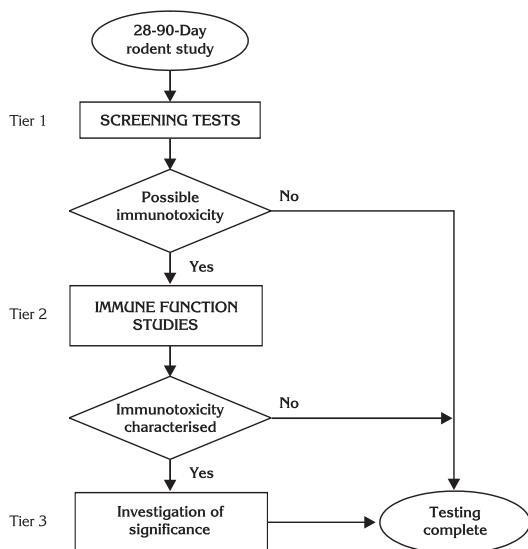 28-90-Day
rodent study
Tier 1
SCREENING TESTS
Possible
immunotoxicity
No
Yes
Tier 2
IMMUNE FUNCTION
STUDIES
Immunotoxicity
characterised
No
Yes
Tier 3
Investigation of
significance
Testing
complete